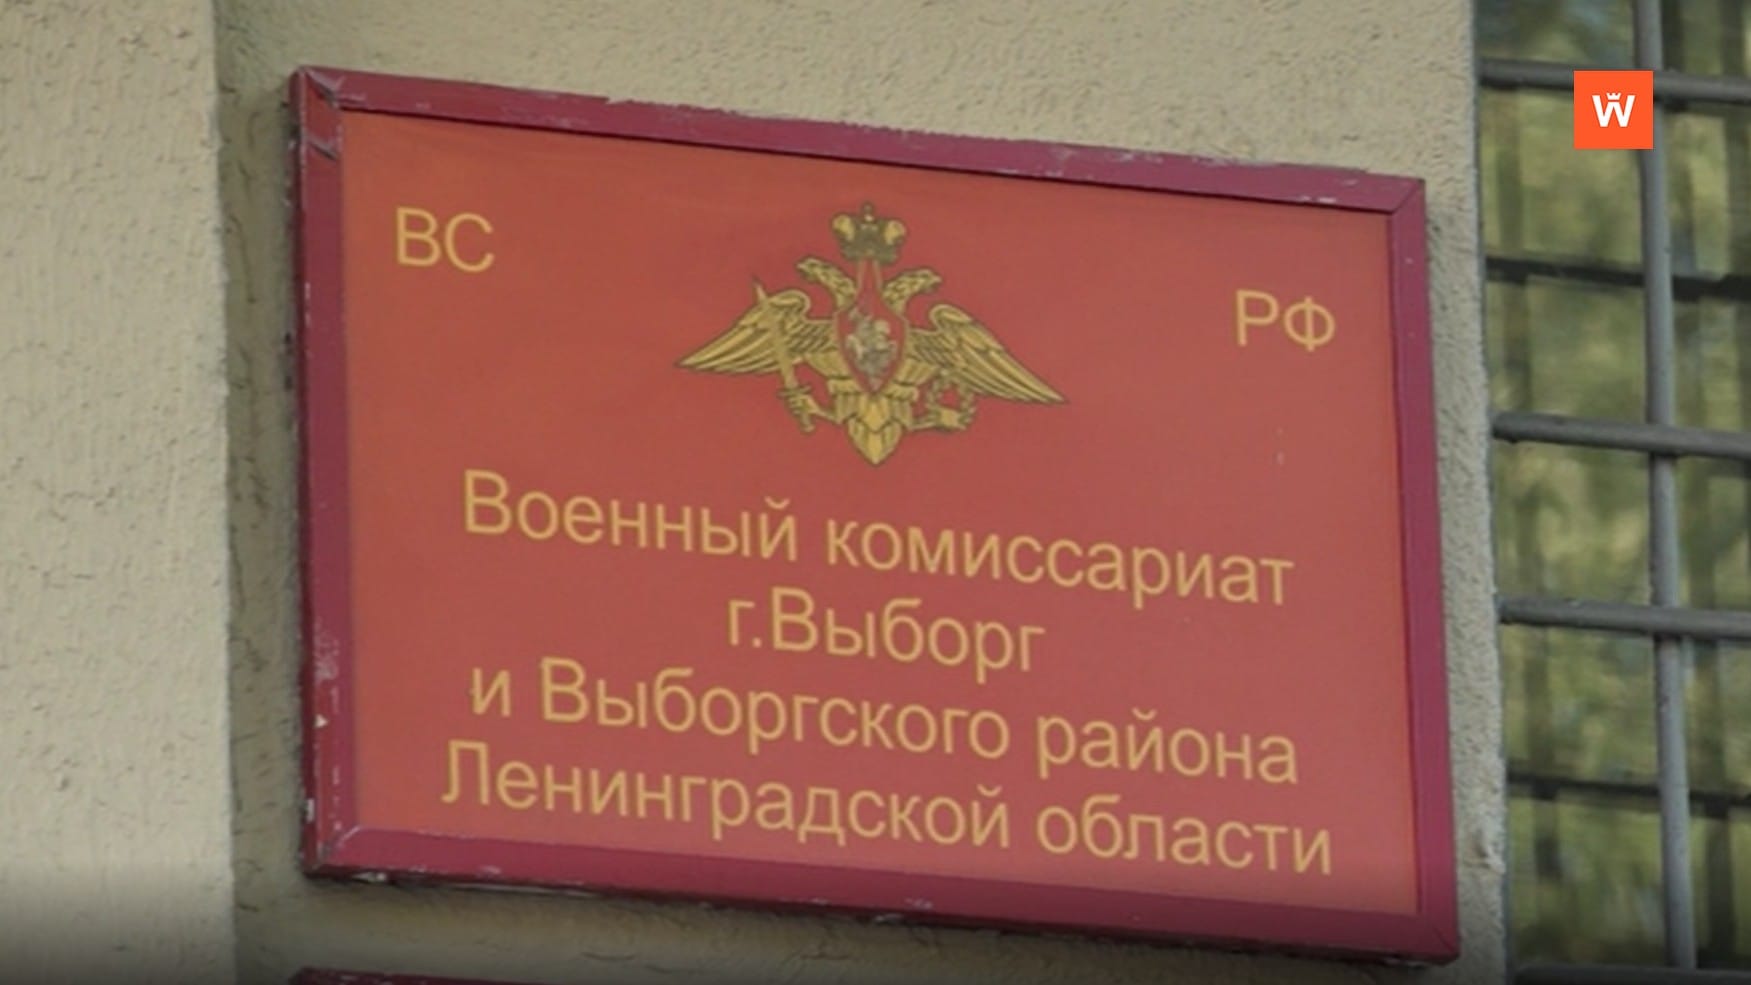 W
ВС
РФ
Военный комиссариат
г.Выборг
и Выборгского района
Ленинградской области